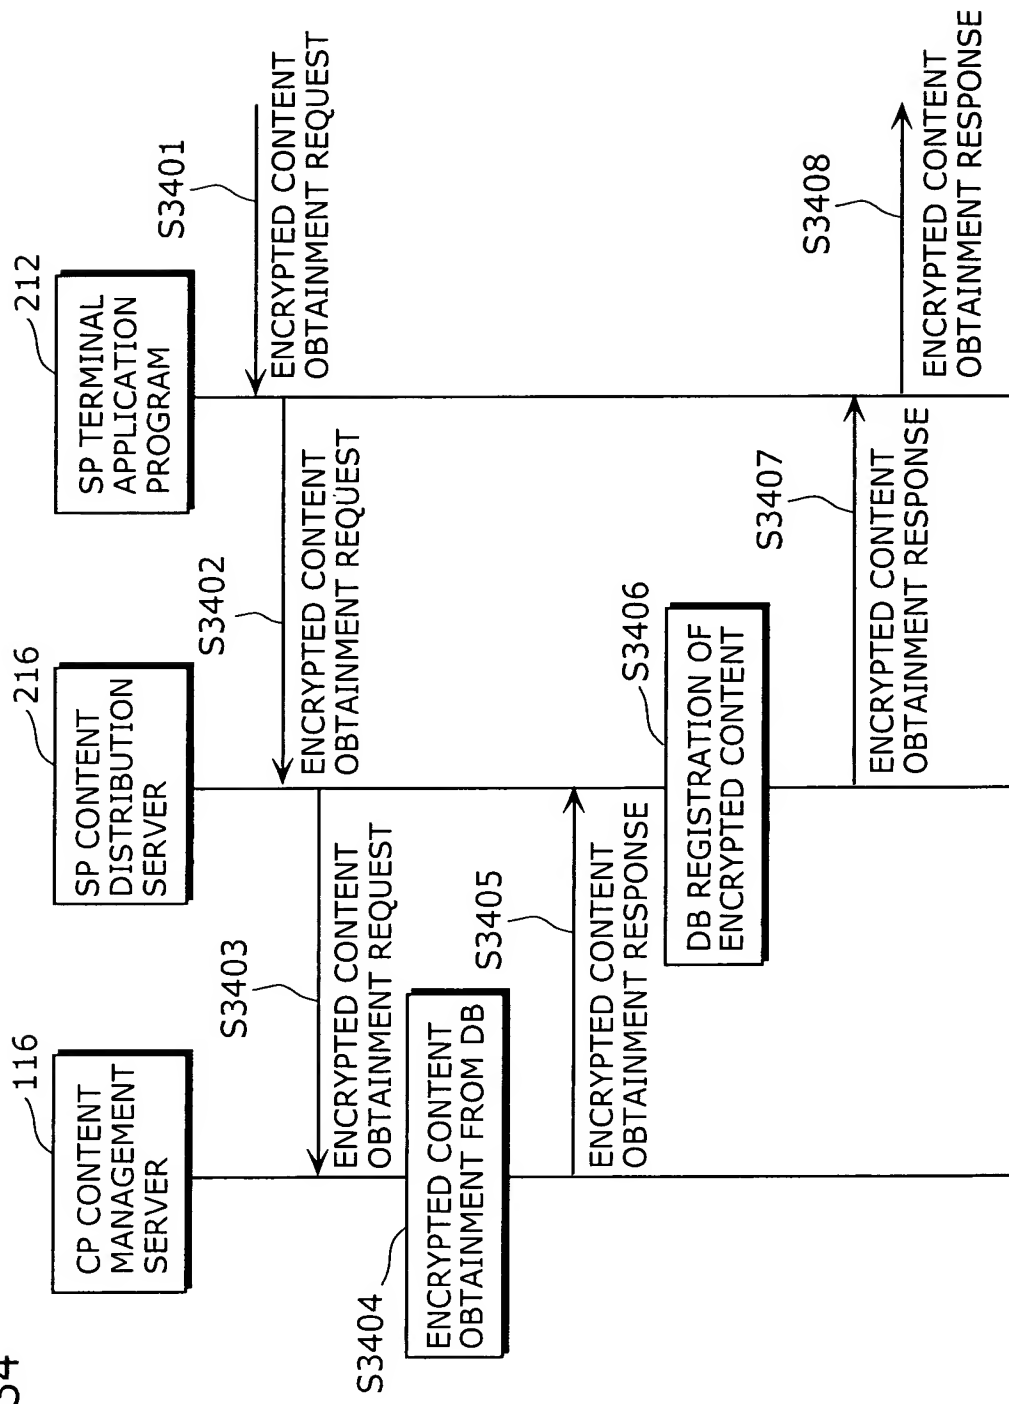 34
116
CP CONTENT
MANAGEMENT
SERVER
216
SP CONTENT
DISTRIBUTION
SERVER
212
SP TERMINAL
APPLICATION
PROGRAM
S3401
ENCRYPTED CONTENT
OBTAINMENT REQUEST
S3402
ENCRYPTED CONTENT
OBTAINMENT REQUEST
S3403
ENCRYPTED CONTENT
OBTAINMENT REQUEST
S3404
ENCRYPTED CONTENT
OBTAINMENT FROM DB
S3405
ENCRYPTED CONTENT
OBTAINMENT RESPONSE
S3406
DB REGISTRATION OF
ENCRYPTED CONTENT
S3407
ENCRYPTED CONTENT
OBTAINMENT RESPONSE
S3408
ENCRYPTED CONTENT
OBTAINMENT RESPONSE